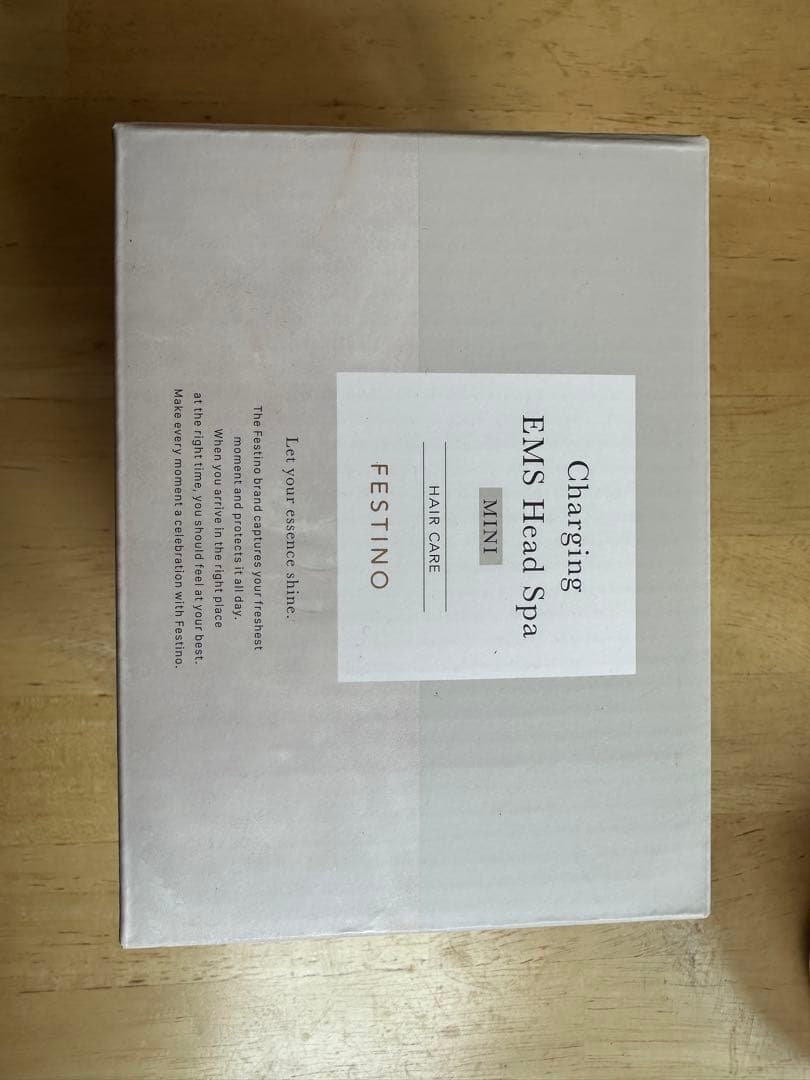 Charging
EMS Head Spa
MINI
HAIR CARE
FESTINO
Let your essence shine.
The Festino brand captures your freshest
moment and protects it all day.
When you arrive in the right place
at the right time, you should feel at your best.
Make every moment a celebration with Festino.